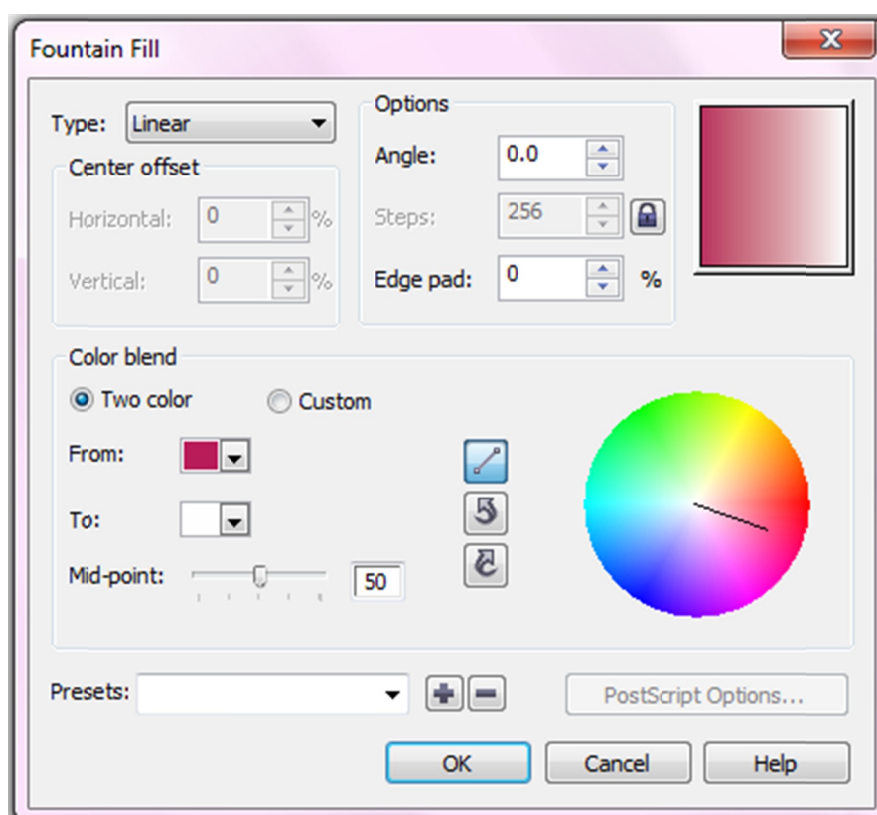 Fountain Fill
Type: Linear
Center offset
Horizontal: 0 %
Vertical: 0 %
Options
Angle: 0.0
Steps: 256
Edge pad: 0 %
Color blend
Two color Custom
From:
To:
Mid-point: 50
Presets:
PostScript Options...
OK Cancel Help